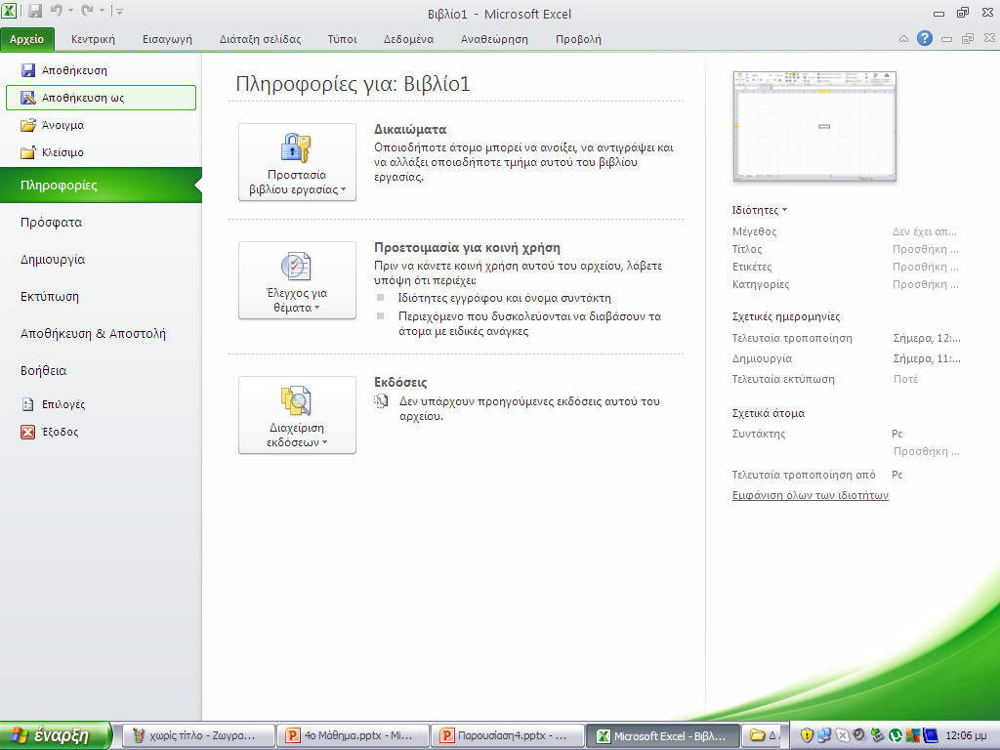 Βιβλίο1 - Microsoft Excel
Αρχείο Κεντρική Εισαγωγή Διάταξη σελίδας Τύποι Δεδομένα Αναθεώρηση Προβολή
Αποθήκευση
Αποθήκευση ως
Άνοιγμα
Κλείσιμο
Πληροφορίες
Πρόσφατα
Δημιουργία
Εκτύπωση
Αποθήκευση & Αποστολή
Βοήθεια
Επιλογές
Έξοδος
Πληροφορίες για: Βιβλίο1
Προστασία
βιβλίου εργασίας
Δικαιώματα
Οποιοδήποτε άτομο μπορεί να ανοίξει, να αντιγράψει και
να αλλάξει οποιοδήποτε τμήμα αυτού του βιβλίου
εργασίας.
Έλεγχος για
θέματα
Προετοιμασία για κοινή χρήση
Πριν να κάνετε κοινή χρήση αυτού του αρχείου, λάβετε
υπόψη ότι περιέχει:
Ιδιότητες εγγράφου και όνομα συντάκτη
Περιεχόμενο που δυσκολεύονται να διαβάσουν τα
άτομα με ειδικές ανάγκες
Διαχείριση
εκδόσεων
Εκδόσεις
Δεν υπάρχουν προηγούμενες εκδόσεις αυτού του
αρχείου.
Ιδιότητες
Μέγεθος Δεν έχει απ...
Τίτλος Προσθήκη ...
Ετικέτες Προσθήκη ...
Κατηγορίες Προσθήκη ...
Σχετικές ημερομηνίες
Τελευταία τροποποίηση Σήμερα, 12:...
Δημιουργία Σήμερα, 11:...
Τελευταία εκτύπωση Ποτέ
Σχετικά άτομα
Συντάκτης Pc
Προσθήκη ...
Τελευταία τροποποίηση από Pc
Εμφάνιση όλων των ιδιοτήτων
έναρξη χωρίς τίτλο - Ζωγρα... 4ο Μάθημα.pptx - Mi... Παρουσίαση4.pptx - ... Microsoft Excel - Βιβλ... Δ 12:06 μμ